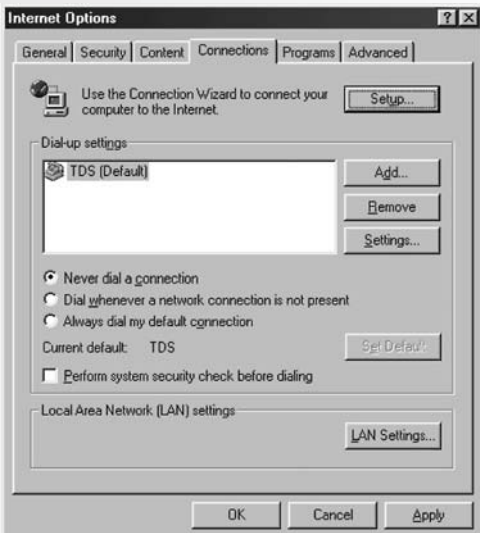 Internet Options
General Security Content Connections Programs Advanced
Use the Connection Wizard to connect your
computer to the Internet.
Setup...
Dial-up settings
TDS (Default)
Add...
Remove
Settings...
Never dial a connection
Dial whenever a network connection is not present
Always dial my default connection
Current default: TDS
Set Default
Perform system security check before dialing
Local Area Network (LAN) settings
LAN Settings...
OK Cancel Apply